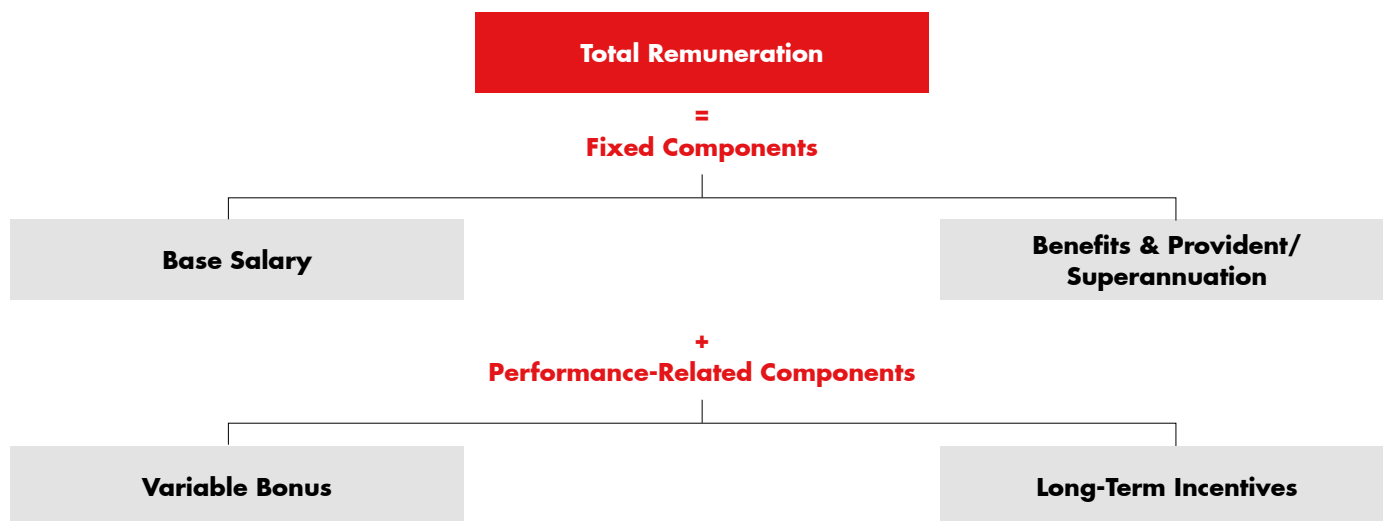 Total Remuneration
=
Fixed Components
Base Salary
Benefits & Provident/
Superannuation
+
Performance-Related Components
Variable Bonus
Long-Term Incentives